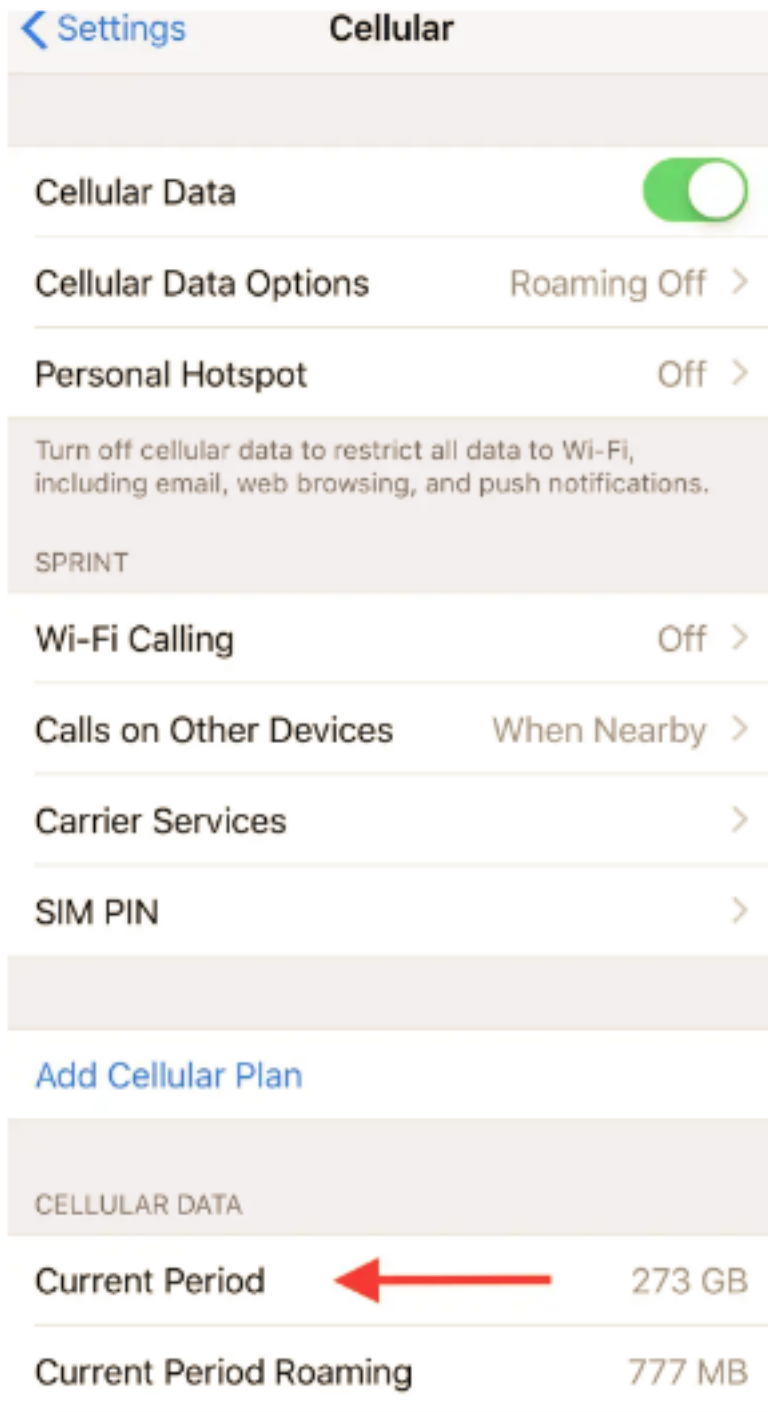 Settings
Cellular
Cellular Data
Cellular Data Options Roaming Off
Personal Hotspot Off
Turn off cellular data to restrict all data to Wi-Fi,
including email, web browsing, and push notifications.
SPRINT
Wi-Fi Calling Off
Calls on Other Devices When Nearby
Carrier Services
SIM PIN
Add Cellular Plan
CELLULAR DATA
Current Period 273 GB
Current Period Roaming 777 MB